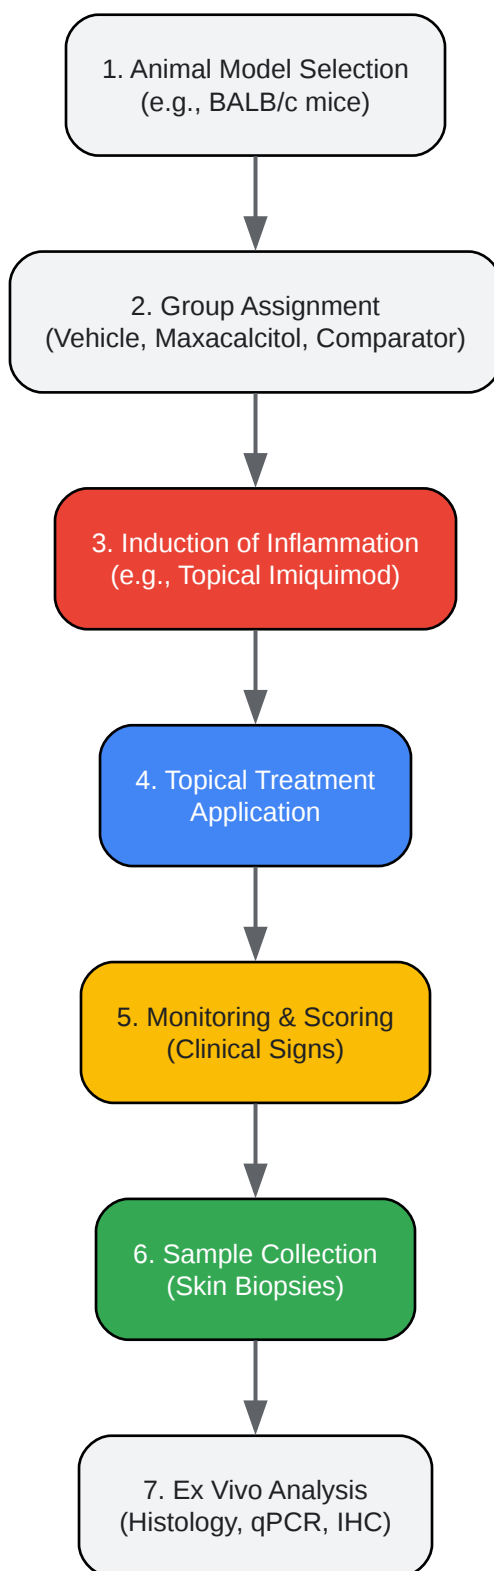 1. Animal Model Selection
(e.g., BALB/c mice)
2. Group Assignment
(Vehicle, Maxacalcitol, Comparator)
3. Induction of Inflammation
(e.g., Topical Imiquimod)
4. Topical Treatment
Application
5. Monitoring & Scoring
(Clinical Signs)
6. Sample Collection
(Skin Biopsies)
7. Ex Vivo Analysis
(Histology, qPCR, IHC)